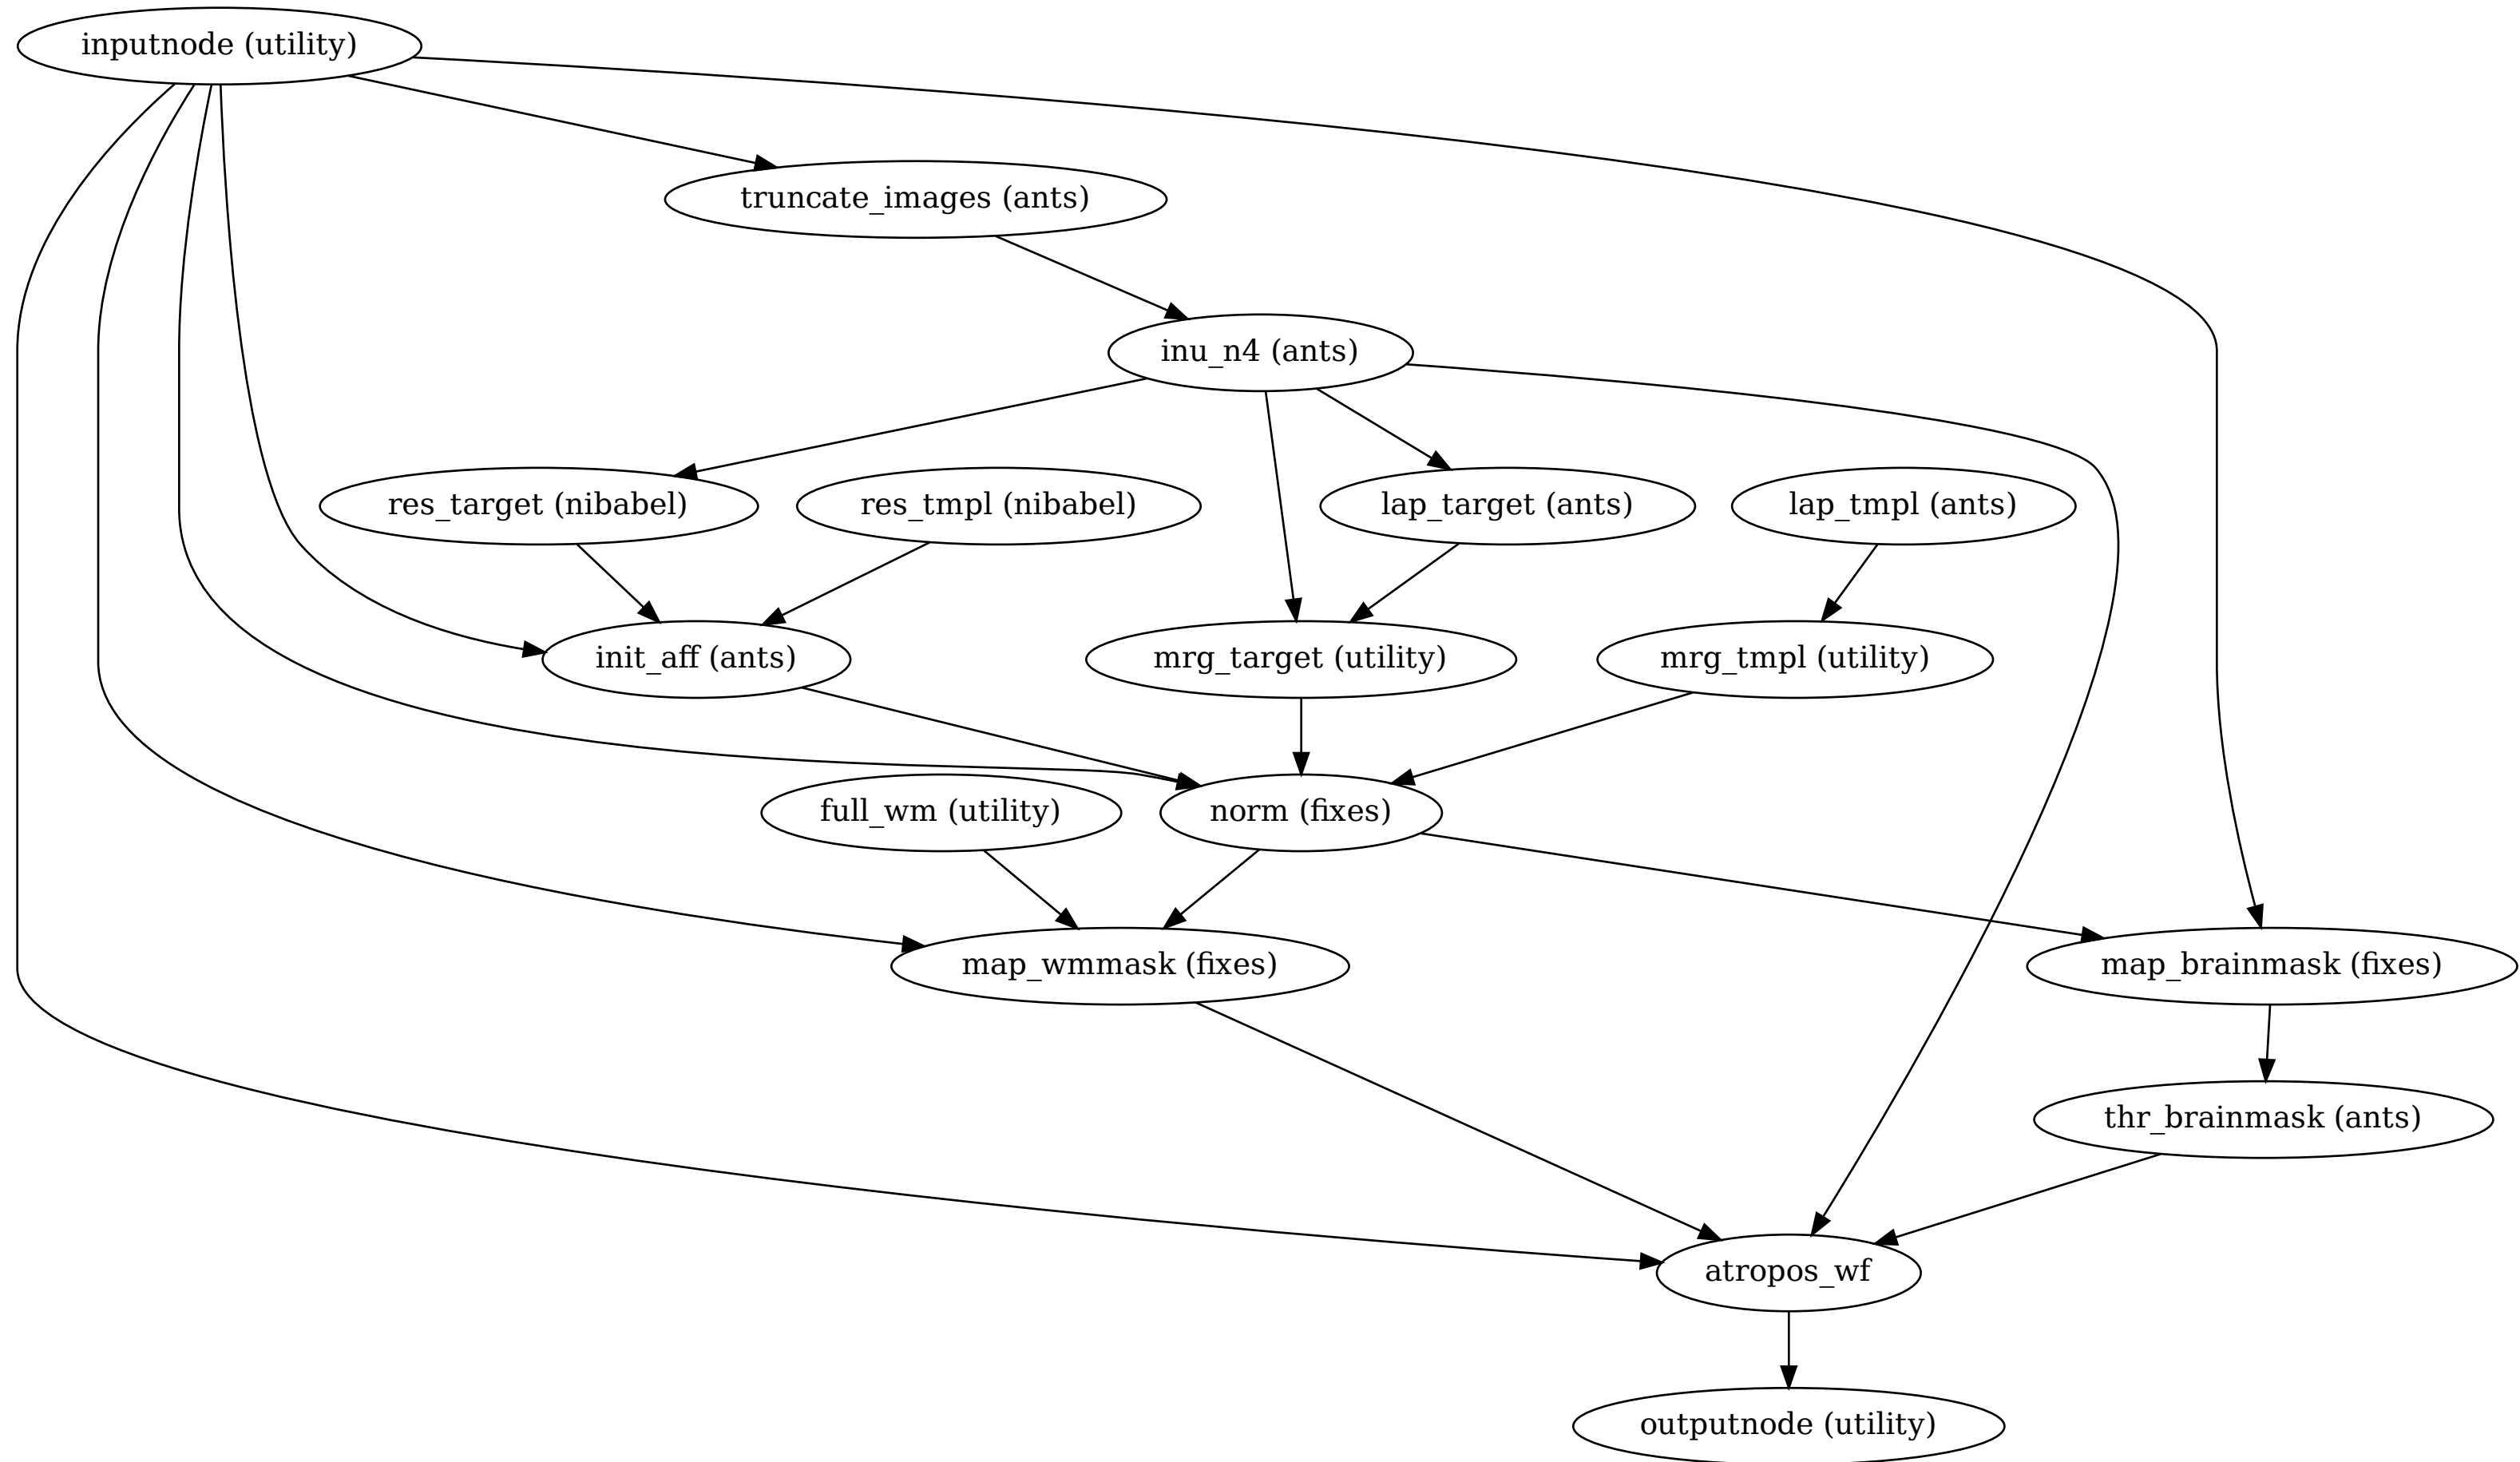 inputnode (utility)
truncate_images (ants)
inu_n4 (ants)
res_target (nibabel)
res_tmpl (nibabel)
lap_target (ants)
lap_tmpl (ants)
init_aff (ants)
mrg_target (utility)
mrg_tmpl (utility)
full_wm (utility)
norm (fixes)
map_wmmask (fixes)
map_brainmask (fixes)
thr_brainmask (ants)
atropos_wf
outputnode (utility)